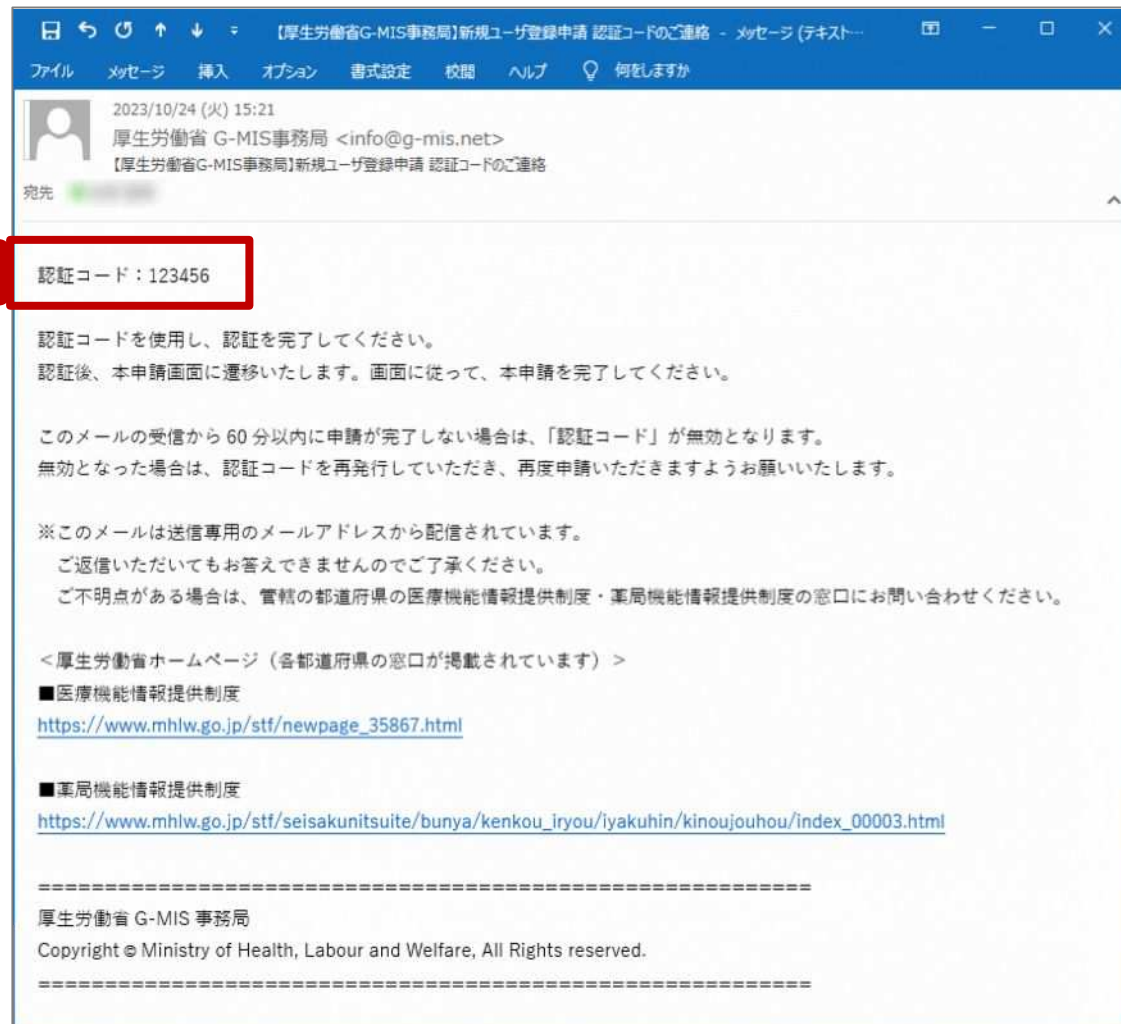 【厚生労働省G-MIS事務局】新規ユーザ登録申請 認証コードのご連絡 - メッセージ (テキスト…
ファイル メッセージ 挿入 オプション 書式設定 校閲 ヘルプ 何をしますか
2023/10/24 (火) 15:21
厚生労働省 G-MIS事務局 <info@g-mis.net>
【厚生労働省G-MIS事務局】新規ユーザ登録申請 認証コードのご連絡
宛先
認証コード：123456
認証コードを使用し、認証を完了してください。
認証後、本申請画面に遷移いたします。画面に従って、本申請を完了してください。
このメールの受信から 60 分以内に申請が完了しない場合は、「認証コード」が無効となります。
無効となった場合は、認証コードを再発行していただき、再度申請いただきますようお願いいたします。
※このメールは送信専用のメールアドレスから配信されています。
ご返信いただいてもお答えできませんのでご了承ください。
ご不明点がある場合は、管轄の都道府県の医療機能情報提供制度・薬局機能情報提供制度の窓口にお問い合わせください。
＜厚生労働省ホームページ（各都道府県の窓口が掲載されています）＞
■医療機能情報提供制度
https://www.mhlw.go.jp/stf/newpage_35867.html
■薬局機能情報提供制度
https://www.mhlw.go.jp/stf/seisakunitsuite/bunya/kenkou_iryou/iyakuhin/kinoujouhou/index_00003.html
==========================================================
厚生労働省 G-MIS 事務局
Copyright © Ministry of Health, Labour and Welfare, All Rights reserved.
==========================================================